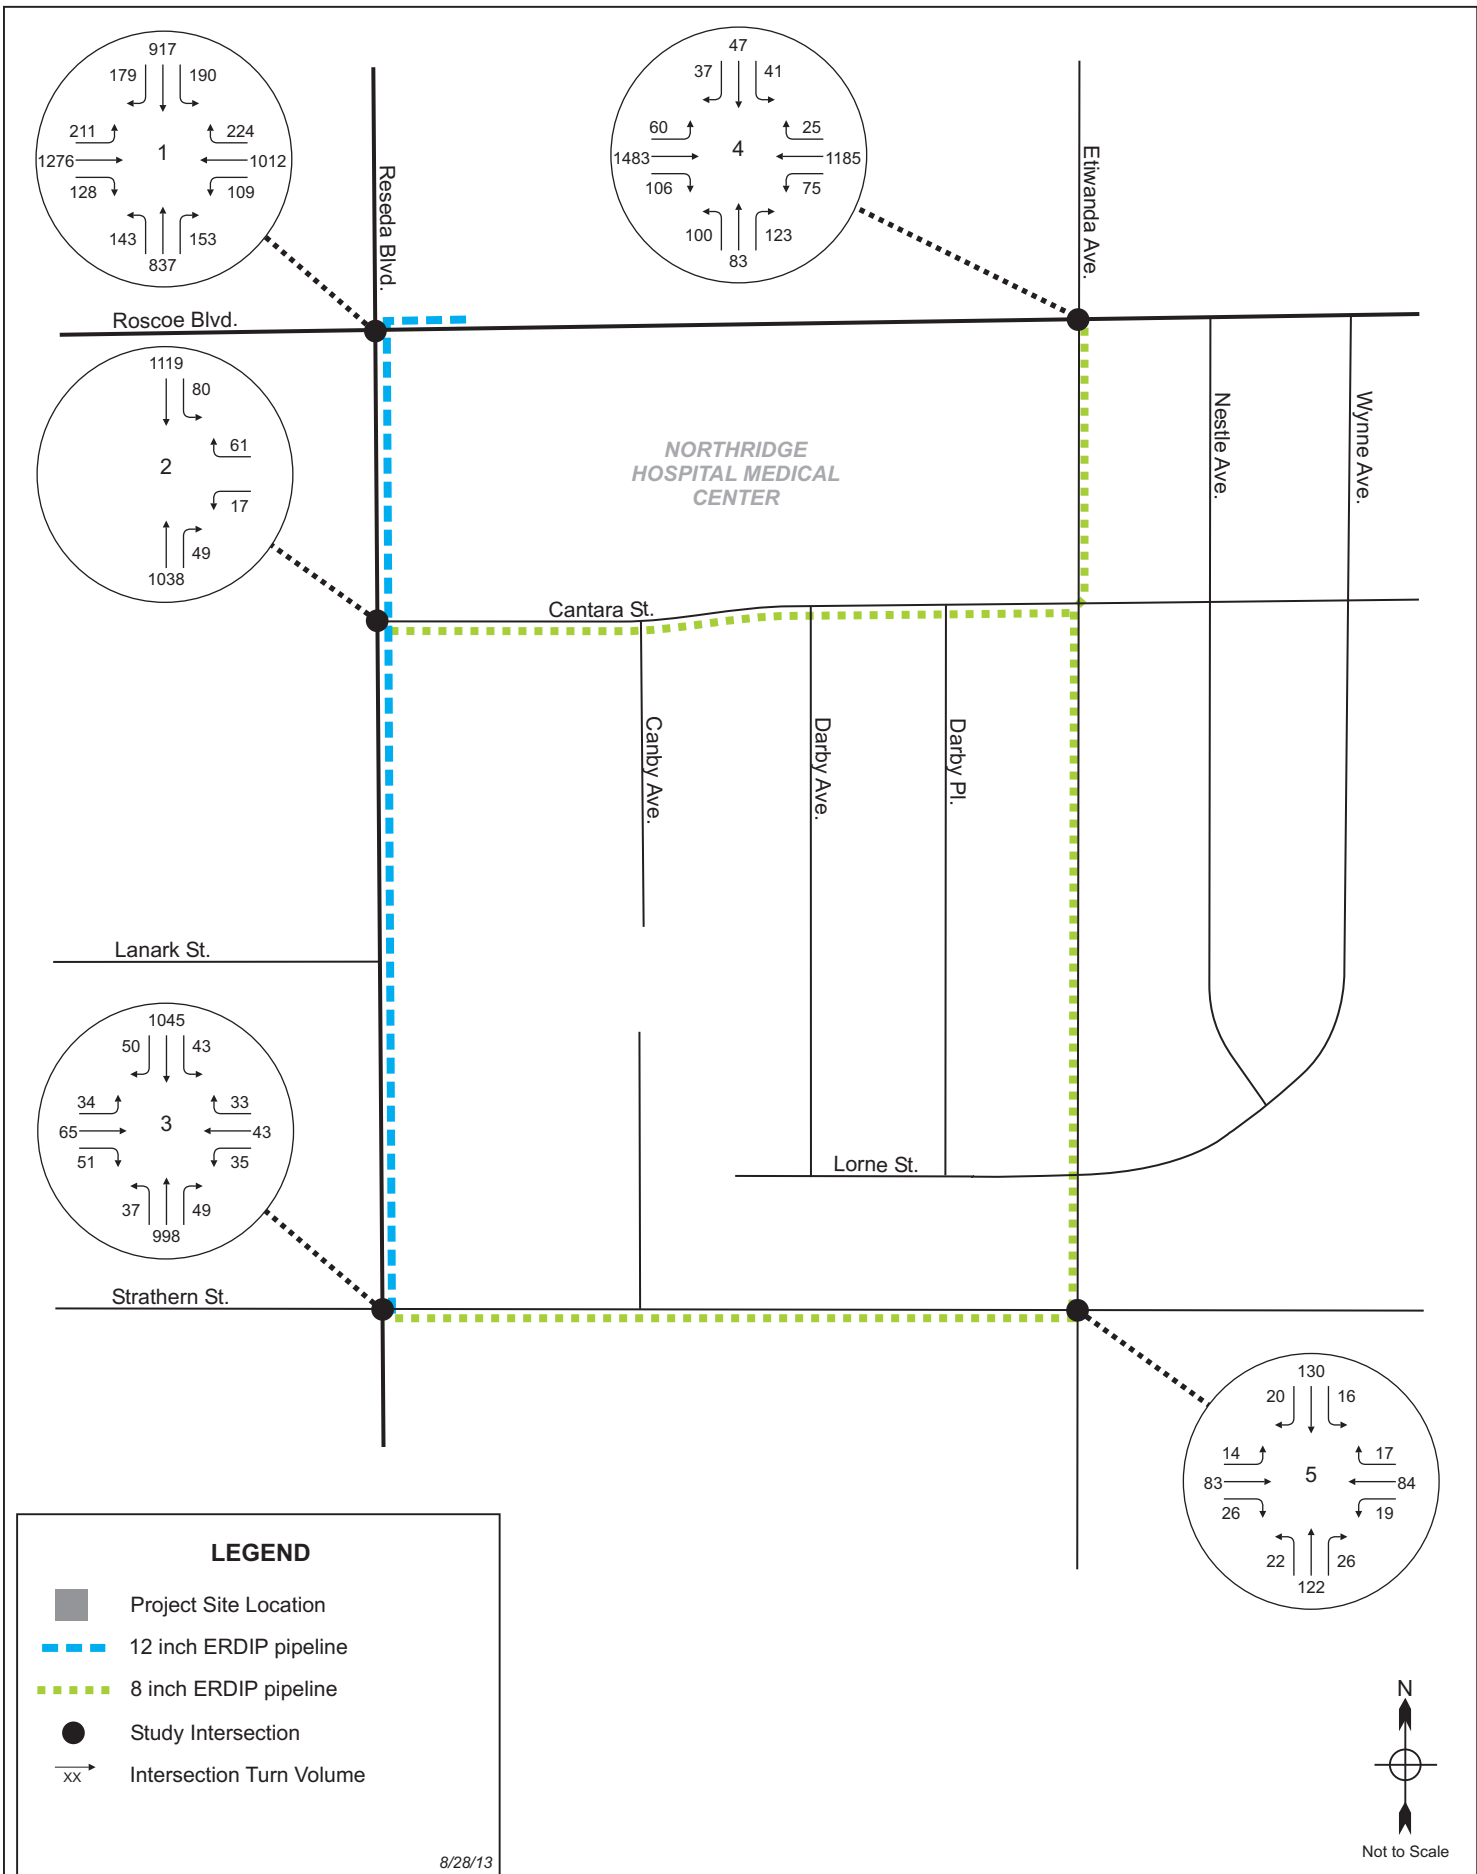 917
179
190
211
224
1276
1
1012
128
109
143
153
837
47
37
41
60
25
1483
4
1185
106
75
100
123
83
Reseda Blvd.
Etiwanda Ave.
Roscoe Blvd.
1119
80
61
2
17
49
1038
NORTHRIDGE
HOSPITAL MEDICAL
CENTER
Nestle Ave.
Wynne Ave.
Cantara St.
Canby Ave.
Darby Ave.
Darby Pl.
Lanark St.
1045
50
43
34
33
65
3
43
51
35
37
49
998
Lorne St.
Strathern St.
130
20
16
14
17
83
5
84
26
19
22
26
122
LEGEND
Project Site Location
12 inch ERDIP pipeline
8 inch ERDIP pipeline
Study Intersection
XX
Intersection Turn Volume
8/28/13
N
Not to Scale